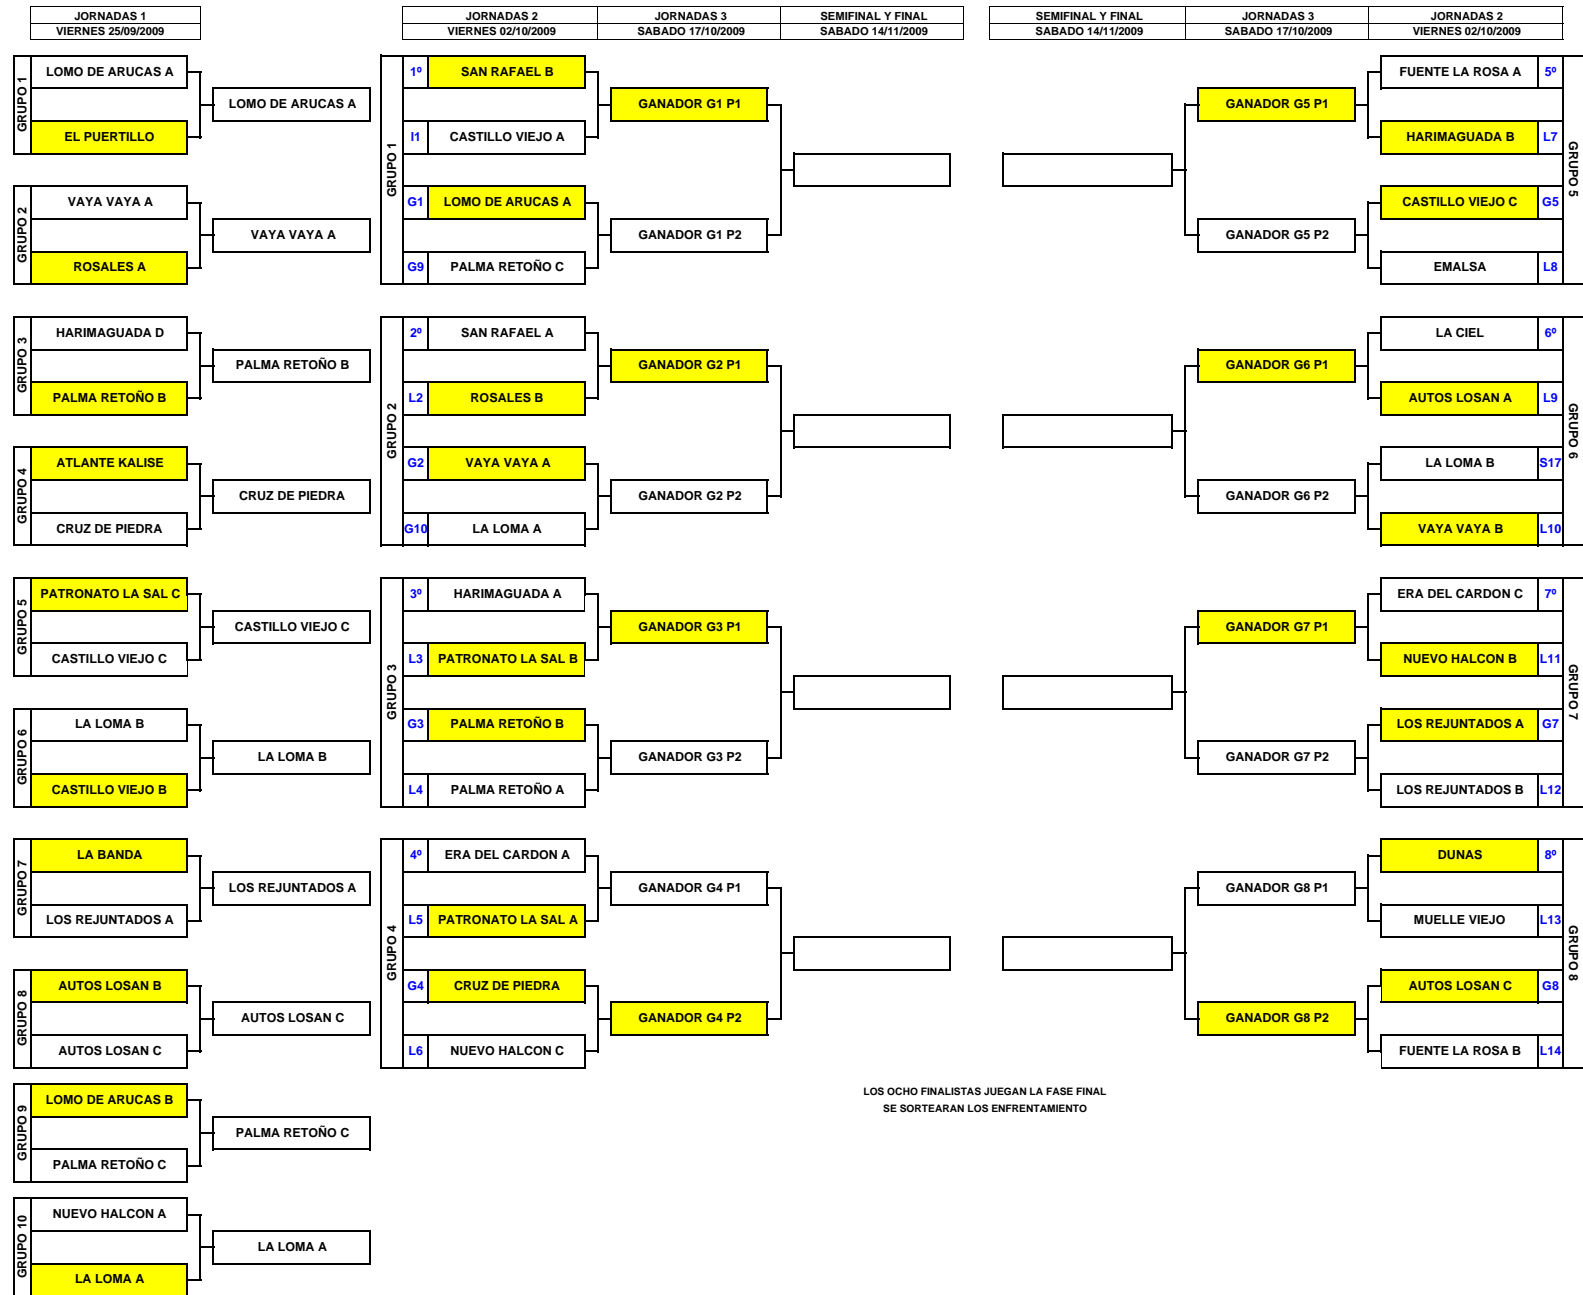 JORNADAS 1
VIERNES 25/09/2009
JORNADAS 2
VIERNES 02/10/2009
JORNADAS 3
SABADO 17/10/2009
SEMIFINAL Y FINAL
SABADO 14/11/2009
SEMIFINAL Y FINAL
SABADO 14/11/2009
JORNADAS 3
SABADO 17/10/2009
JORNADAS 2
VIERNES 02/10/2009
GRUPO 1
LOMO DE ARUCAS A
EL PUERTILLO
LOMO DE ARUCAS A
GRUPO 2
VAYA VAYA A
ROSALES A
VAYA VAYA A
GRUPO 3
HARIMAGUADA D
PALMA RETOÑO B
PALMA RETOÑO B
GRUPO 4
ATLANTE KALISE
CRUZ DE PIEDRA
CRUZ DE PIEDRA
GRUPO 5
PATRONATO LA SAL C
CASTILLO VIEJO C
CASTILLO VIEJO C
GRUPO 6
LA LOMA B
CASTILLO VIEJO B
LA LOMA B
GRUPO 7
LA BANDA
LOS REJUNTADOS A
LOS REJUNTADOS A
GRUPO 8
AUTOS LOSAN B
AUTOS LOSAN C
AUTOS LOSAN C
GRUPO 9
LOMO DE ARUCAS B
PALMA RETOÑO C
PALMA RETOÑO C
GRUPO 10
NUEVO HALCON A
LA LOMA A
LA LOMA A
GRUPO 1
1º SAN RAFAEL B
I1 CASTILLO VIEJO A
G1 LOMO DE ARUCAS A
G9 PALMA RETOÑO C
GANADOR G1 P1
GANADOR G1 P2
GRUPO 2
2º SAN RAFAEL A
L2 ROSALES B
G2 VAYA VAYA A
G10 LA LOMA A
GANADOR G2 P1
GANADOR G2 P2
GRUPO 3
3º HARIMAGUADA A
L3 PATRONATO LA SAL B
G3 PALMA RETOÑO B
L4 PALMA RETOÑO A
GANADOR G3 P1
GANADOR G3 P2
GRUPO 4
4º ERA DEL CARDON A
L5 PATRONATO LA SAL A
G4 CRUZ DE PIEDRA
L6 NUEVO HALCON C
GANADOR G4 P1
GANADOR G4 P2
GANADOR G5 P1
GANADOR G5 P2
FUENTE LA ROSA A 5º
HARIMAGUADA B L7
CASTILLO VIEJO C G5
EMALSA L8
GRUPO 5
GANADOR G6 P1
GANADOR G6 P2
LA CIEL 6º
AUTOS LOSAN A L9
LA LOMA B S17
VAYA VAYA B L10
GRUPO 6
GANADOR G7 P1
GANADOR G7 P2
ERA DEL CARDON C 7º
NUEVO HALCON B L11
LOS REJUNTADOS A G7
LOS REJUNTADOS B L12
GRUPO 7
GANADOR G8 P1
GANADOR G8 P2
DUNAS 8º
MUELLE VIEJO L13
AUTOS LOSAN C G8
FUENTE LA ROSA B L14
GRUPO 8
LOS OCHO FINALISTAS JUEGAN LA FASE FINAL
SE SORTEARAN LOS ENFRENTAMIENTO